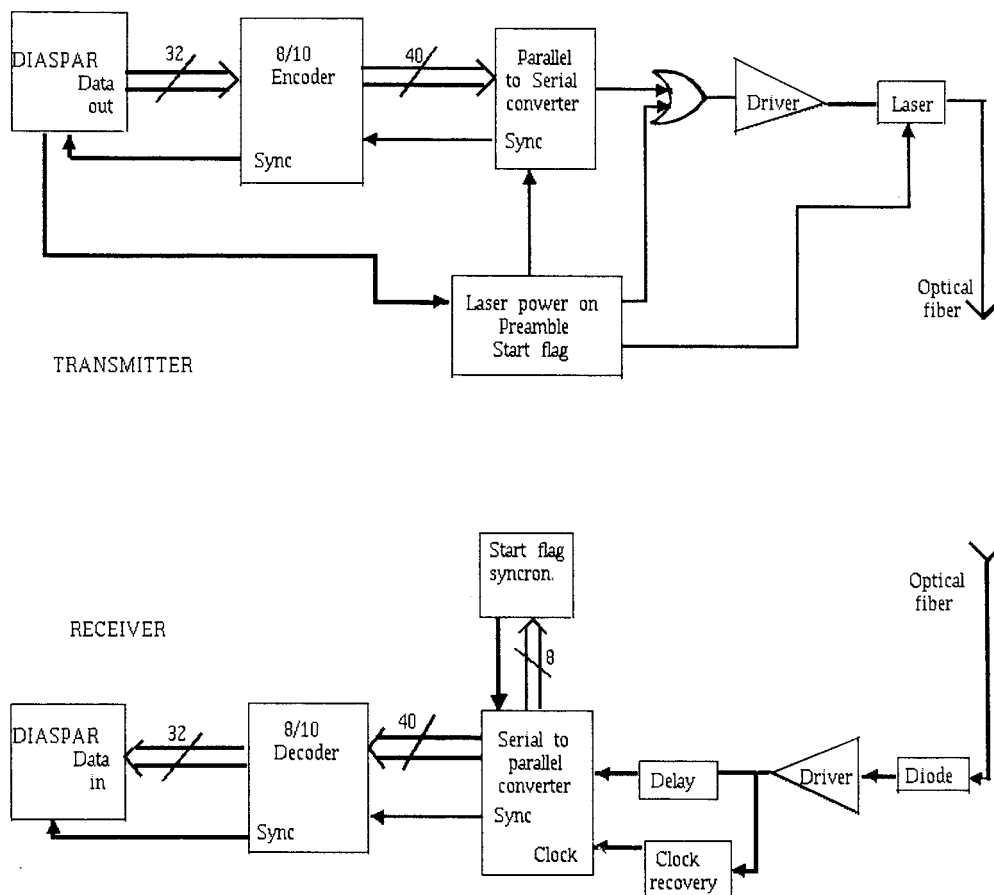 DIASPAR
Data
out
32
8/10
Encoder
Sync
40
Parallel
to Serial
converter
Sync
Driver
Laser
Laser power on
Preamble
Start flag
Optical
fiber
TRANSMITTER
Start flag
syncron.
8
Optical
fiber
RECEIVER
DIASPAR
Data
in
32
8/10
Decoder
Sync
40
Serial to
parallel
converter
Sync
Clock
Delay
Driver
Diode
Clock
recovery